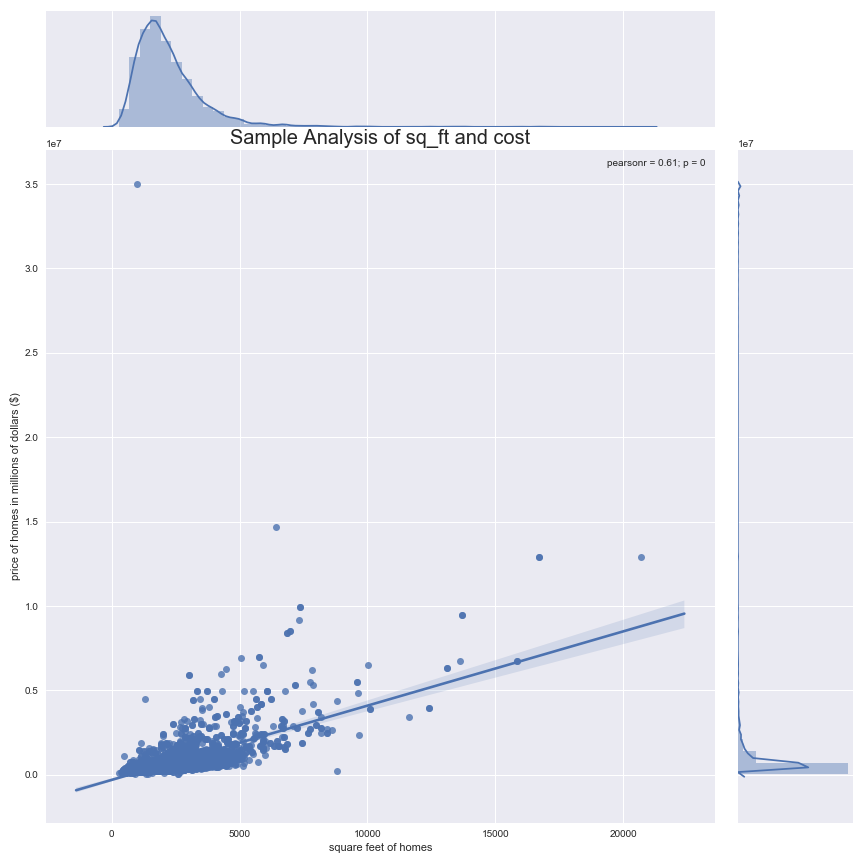 Sample Analysis of sq_ft and cost
1e7
1e7
pearsonr = 0.61; p = 0
3.5
3.0
2.5
2.0
1.5
1.0
0.5
0.0
price of homes in millions of dollars ($)
0
5000
10000
15000
20000
square feet of homes